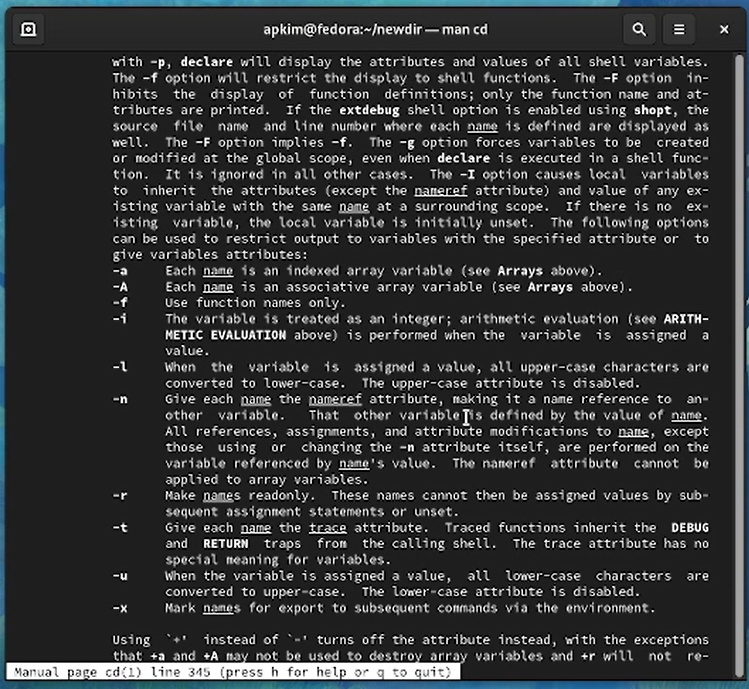 apkim@fedora:~/newdir — man cd
with -p, declare will display the attributes and values of all shell variables.
The -f option will restrict the display to shell functions. The -F option in-
hibits the display of function definitions; only the function name and at-
tributes are printed. If the extdebug shell option is enabled using shopt, the
source file name and line number where each name is defined are displayed as
well. The -F option implies -f. The -g option forces variables to be created
or modified at the global scope, even when declare is executed in a shell func-
tion. It is ignored in all other cases. The -I option causes local variables
to inherit the attributes (except the nameref attribute) and value of any ex-
isting variable with the same name at a surrounding scope. If there is no ex-
isting variable, the local variable is initially unset. The following options
can be used to restrict output to variables with the specified attribute or to
give variables attributes:
-a Each name is an indexed array variable (see Arrays above).
-A Each name is an associative array variable (see Arrays above).
-f Use function names only.
-i The variable is treated as an integer; arithmetic evaluation (see ARITH-
METIC EVALUATION above) is performed when the variable is assigned a
value.
-l When the variable is assigned a value, all upper-case characters are
converted to lower-case. The upper-case attribute is disabled.
-n Give each name the nameref attribute, making it a name reference to an-
other variable. That other variable is defined by the value of name.
All references, assignments, and attribute modifications to name, except
those using or changing the -n attribute itself, are performed on the
variable referenced by name's value. The nameref attribute cannot be
applied to array variables.
-r Make names readonly. These names cannot then be assigned values by sub-
sequent assignment statements or unset.
-t Give each name the trace attribute. Traced functions inherit the DEBUG
and RETURN traps from the calling shell. The trace attribute has no
special meaning for variables.
-u When the variable is assigned a value, all lower-case characters are
converted to upper-case. The lower-case attribute is disabled.
-x Mark names for export to subsequent commands via the environment.
Using `+' instead of `-' turns off the attribute instead, with the exceptions
that +a and +A may not be used to destroy array variables and +r will not re-
Manual page cd(1) line 345 (press h for help or q to quit)